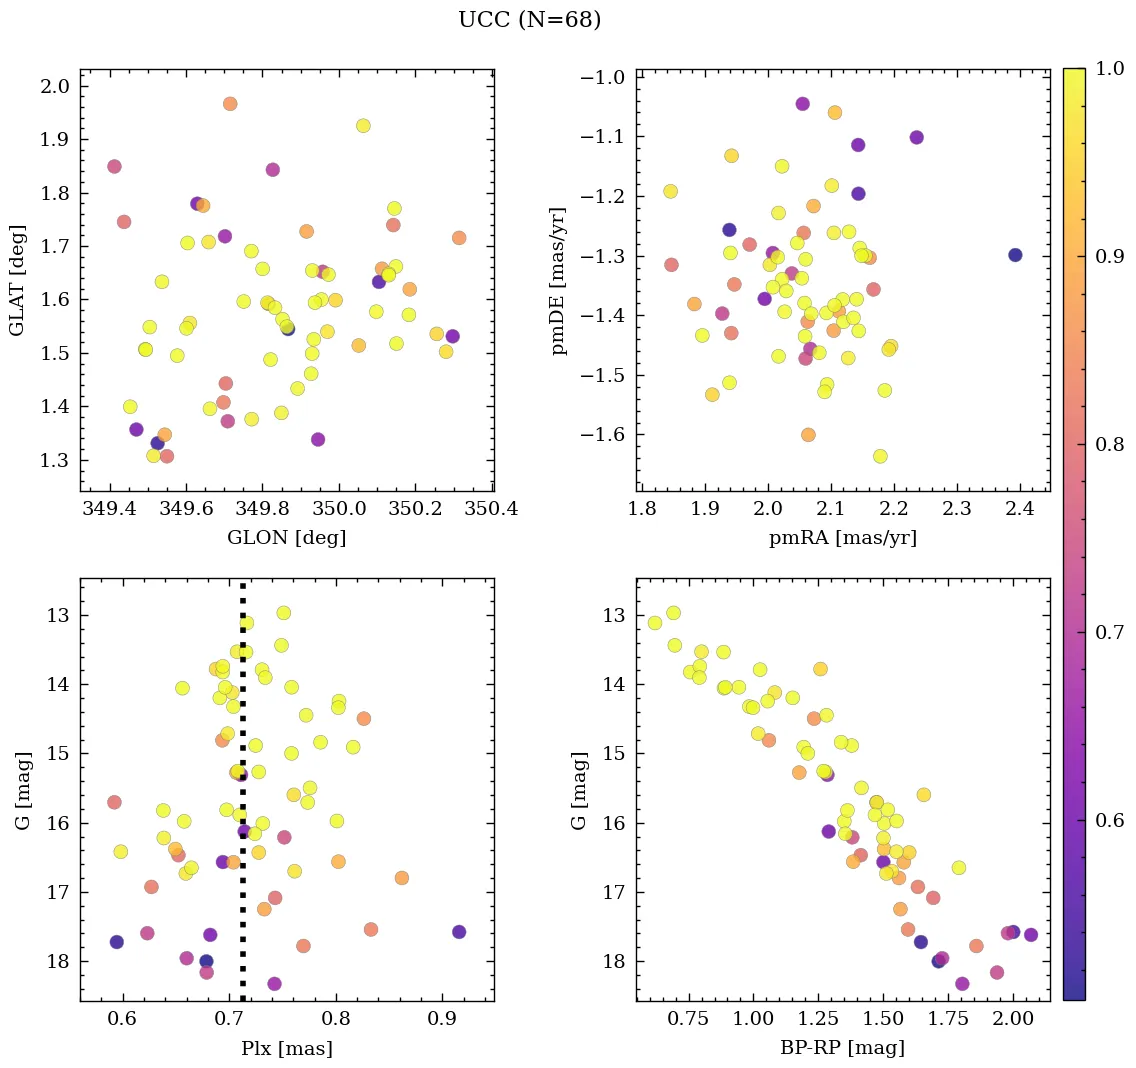 UCC (N=68)
2.0
1.9
1.8
1.7
1.6
1.5
1.4
1.3
GLAT [deg]
349.4 349.6 349.8 350.0 350.2 350.4
GLON [deg]
−1.0
−1.1
−1.2
−1.3
−1.4
−1.5
−1.6
pmDE [mas/yr]
1.8 1.9 2.0 2.1 2.2 2.3 2.4
pmRA [mas/yr]
1.0
0.9
0.8
0.7
0.6
13
14
15
16
17
18
G [mag]
0.6 0.7 0.8 0.9
Plx [mas]
13
14
15
16
17
18
G [mag]
0.75 1.00 1.25 1.50 1.75 2.00
BP-RP [mag]